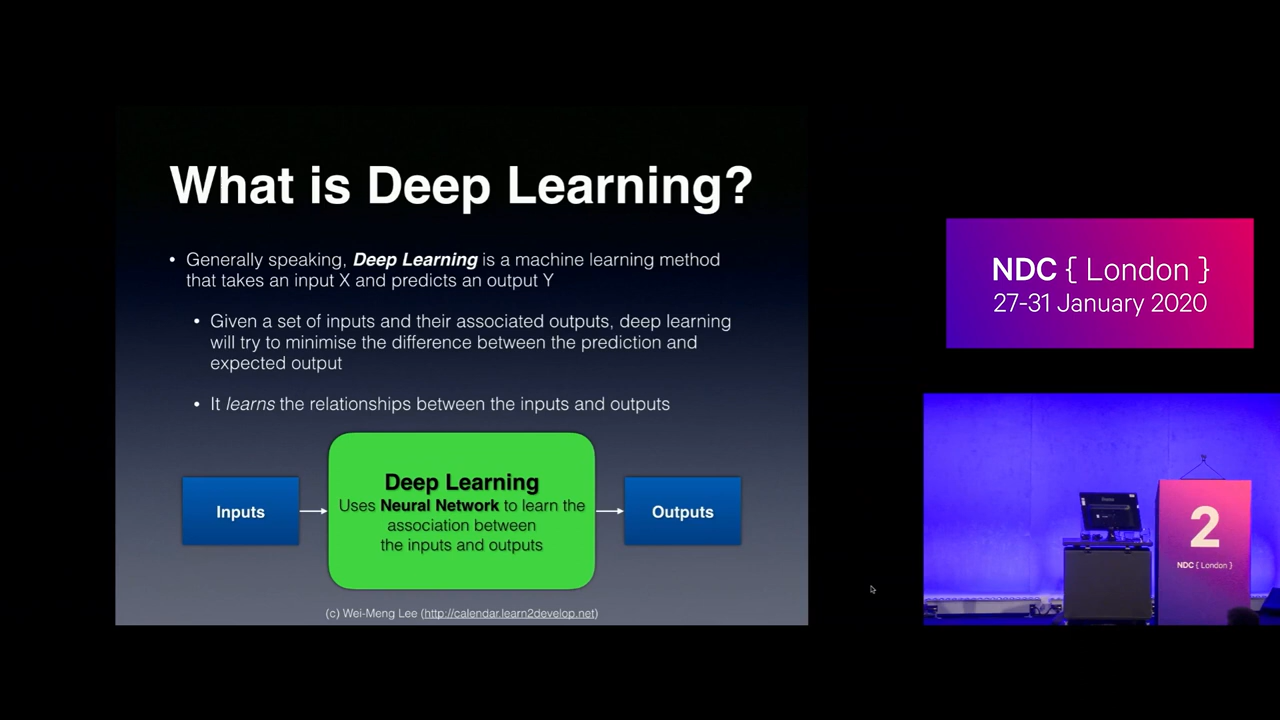 What is Deep Learning?
• Generally speaking, Deep Learning is a machine learning method
that takes an input X and predicts an output Y
• Given a set of inputs and their associated outputs, deep learning
will try to minimise the difference between the prediction and
expected output
• It learns the relationships between the inputs and outputs
Inputs
Deep Learning
Uses Neural Network to learn the
association between
the inputs and outputs
Outputs
(c) Wei-Meng Lee (http://calendar.learn2develop.net)
NDC { London }
27-31 January 2020
2
NDC { London }